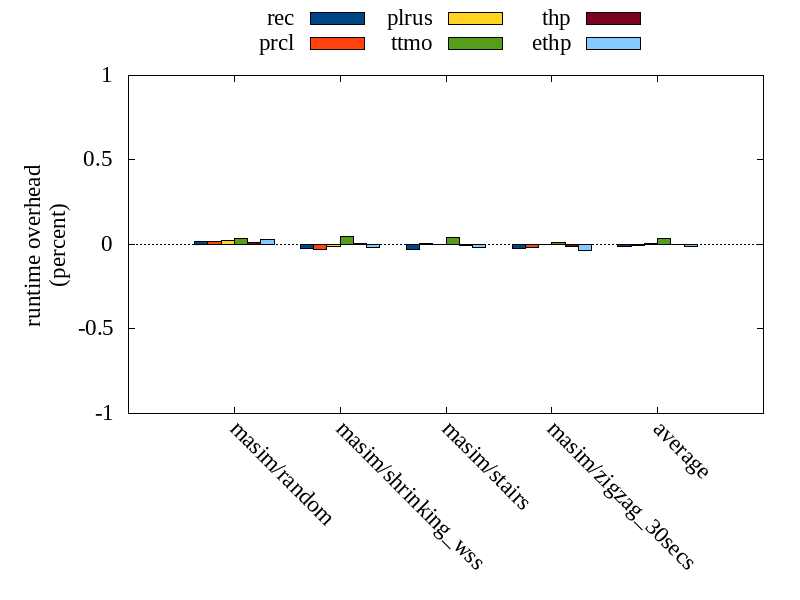 rec plrus thp
prcl ttmo ethp
1
0.5
0
-0.5
-1
runtime overhead
(percent)
masim/random
masim/shrinking_wss
masim/stairs
masim/zigzag_30secs
average